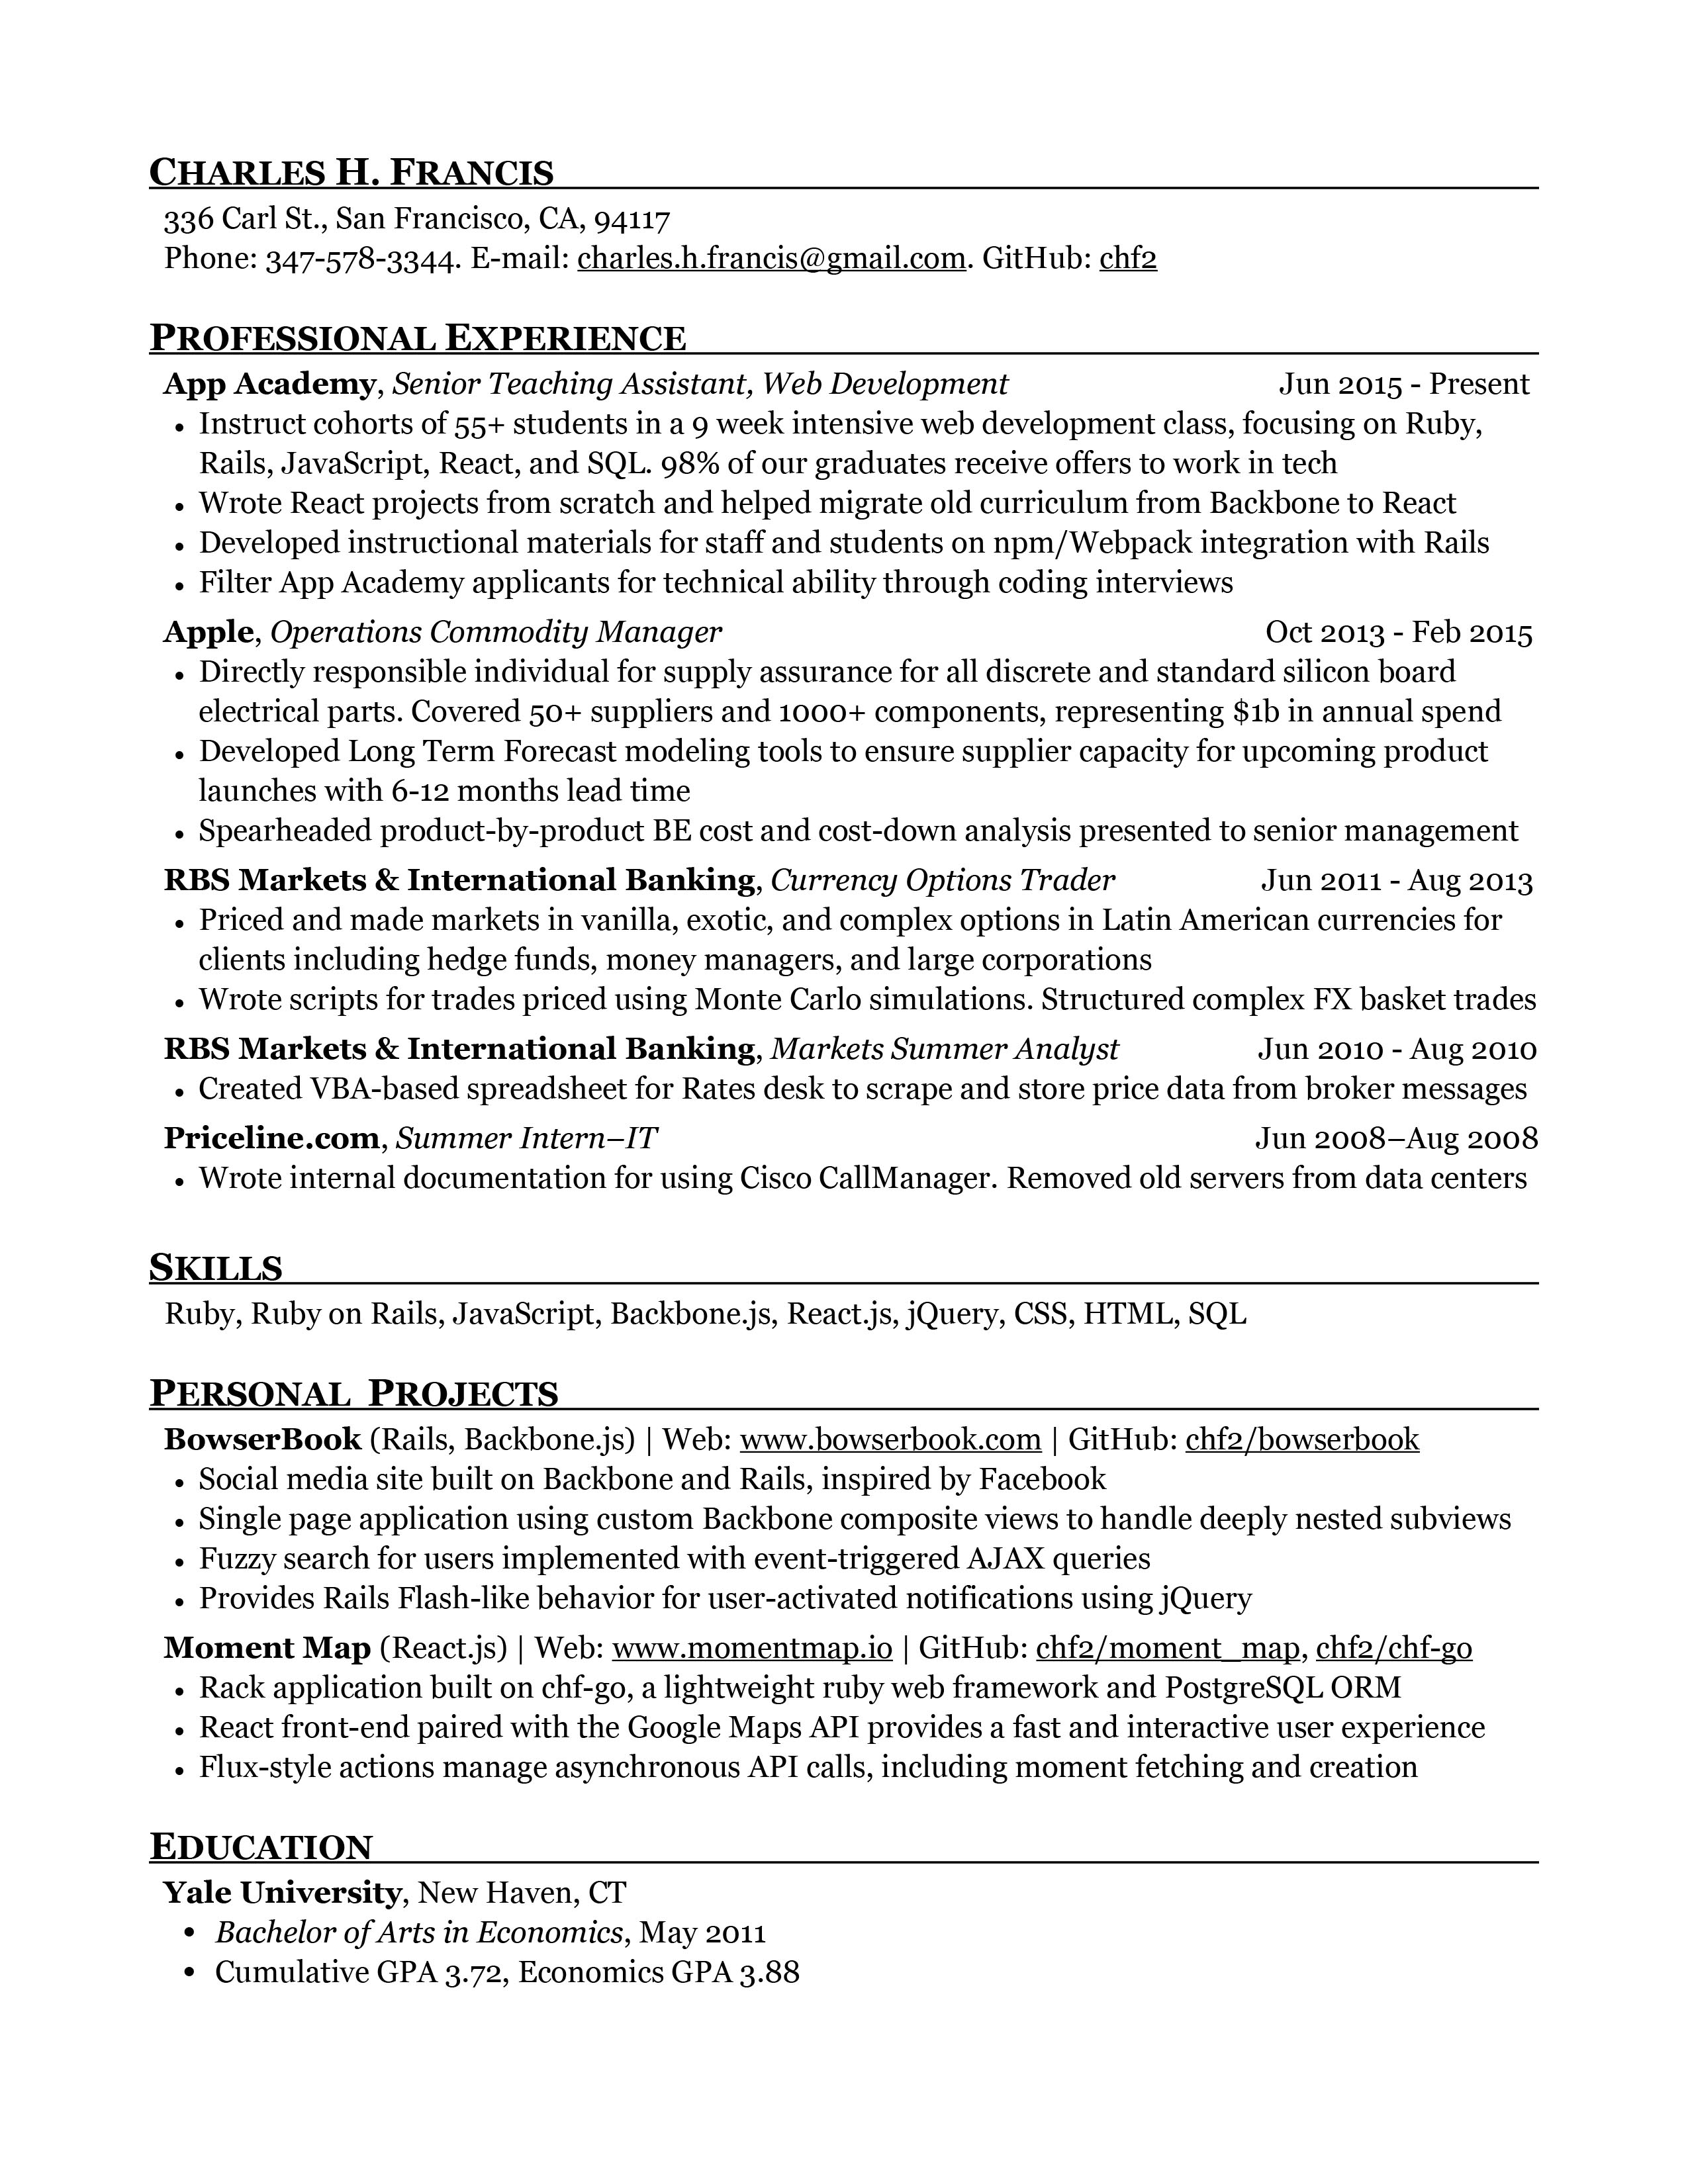 CHARLES H. FRANCIS
336 Carl St., San Francisco, CA, 94117
Phone: 347-578-3344. E-mail: charles.h.francis@gmail.com. GitHub: chf2
PROFESSIONAL EXPERIENCE
App Academy, Senior Teaching Assistant, Web Development Jun 2015 - Present
• Instruct cohorts of 55+ students in a 9 week intensive web development class, focusing on Ruby,
Rails, JavaScript, React, and SQL. 98% of our graduates receive offers to work in tech
• Wrote React projects from scratch and helped migrate old curriculum from Backbone to React
• Developed instructional materials for staff and students on npm/Webpack integration with Rails
• Filter App Academy applicants for technical ability through coding interviews
Apple, Operations Commodity Manager Oct 2013 - Feb 2015
• Directly responsible individual for supply assurance for all discrete and standard silicon board
electrical parts. Covered 50+ suppliers and 1000+ components, representing $1b in annual spend
• Developed Long Term Forecast modeling tools to ensure supplier capacity for upcoming product
launches with 6-12 months lead time
• Spearheaded product-by-product BE cost and cost-down analysis presented to senior management
RBS Markets & International Banking, Currency Options Trader Jun 2011 - Aug 2013
• Priced and made markets in vanilla, exotic, and complex options in Latin American currencies for
clients including hedge funds, money managers, and large corporations
• Wrote scripts for trades priced using Monte Carlo simulations. Structured complex FX basket trades
RBS Markets & International Banking, Markets Summer Analyst Jun 2010 - Aug 2010
• Created VBA-based spreadsheet for Rates desk to scrape and store price data from broker messages
Priceline.com, Summer Intern–IT Jun 2008–Aug 2008
• Wrote internal documentation for using Cisco CallManager. Removed old servers from data centers
SKILLS
Ruby, Ruby on Rails, JavaScript, Backbone.js, React.js, jQuery, CSS, HTML, SQL
PERSONAL PROJECTS
BowserBook (Rails, Backbone.js) | Web: www.bowserbook.com | GitHub: chf2/bowserbook
• Social media site built on Backbone and Rails, inspired by Facebook
• Single page application using custom Backbone composite views to handle deeply nested subviews
• Fuzzy search for users implemented with event-triggered AJAX queries
• Provides Rails Flash-like behavior for user-activated notifications using jQuery
Moment Map (React.js) | Web: www.momentmap.io | GitHub: chf2/moment_map, chf2/chf-go
• Rack application built on chf-go, a lightweight ruby web framework and PostgreSQL ORM
• React front-end paired with the Google Maps API provides a fast and interactive user experience
• Flux-style actions manage asynchronous API calls, including moment fetching and creation
EDUCATION
Yale University, New Haven, CT
• Bachelor of Arts in Economics, May 2011
• Cumulative GPA 3.72, Economics GPA 3.88